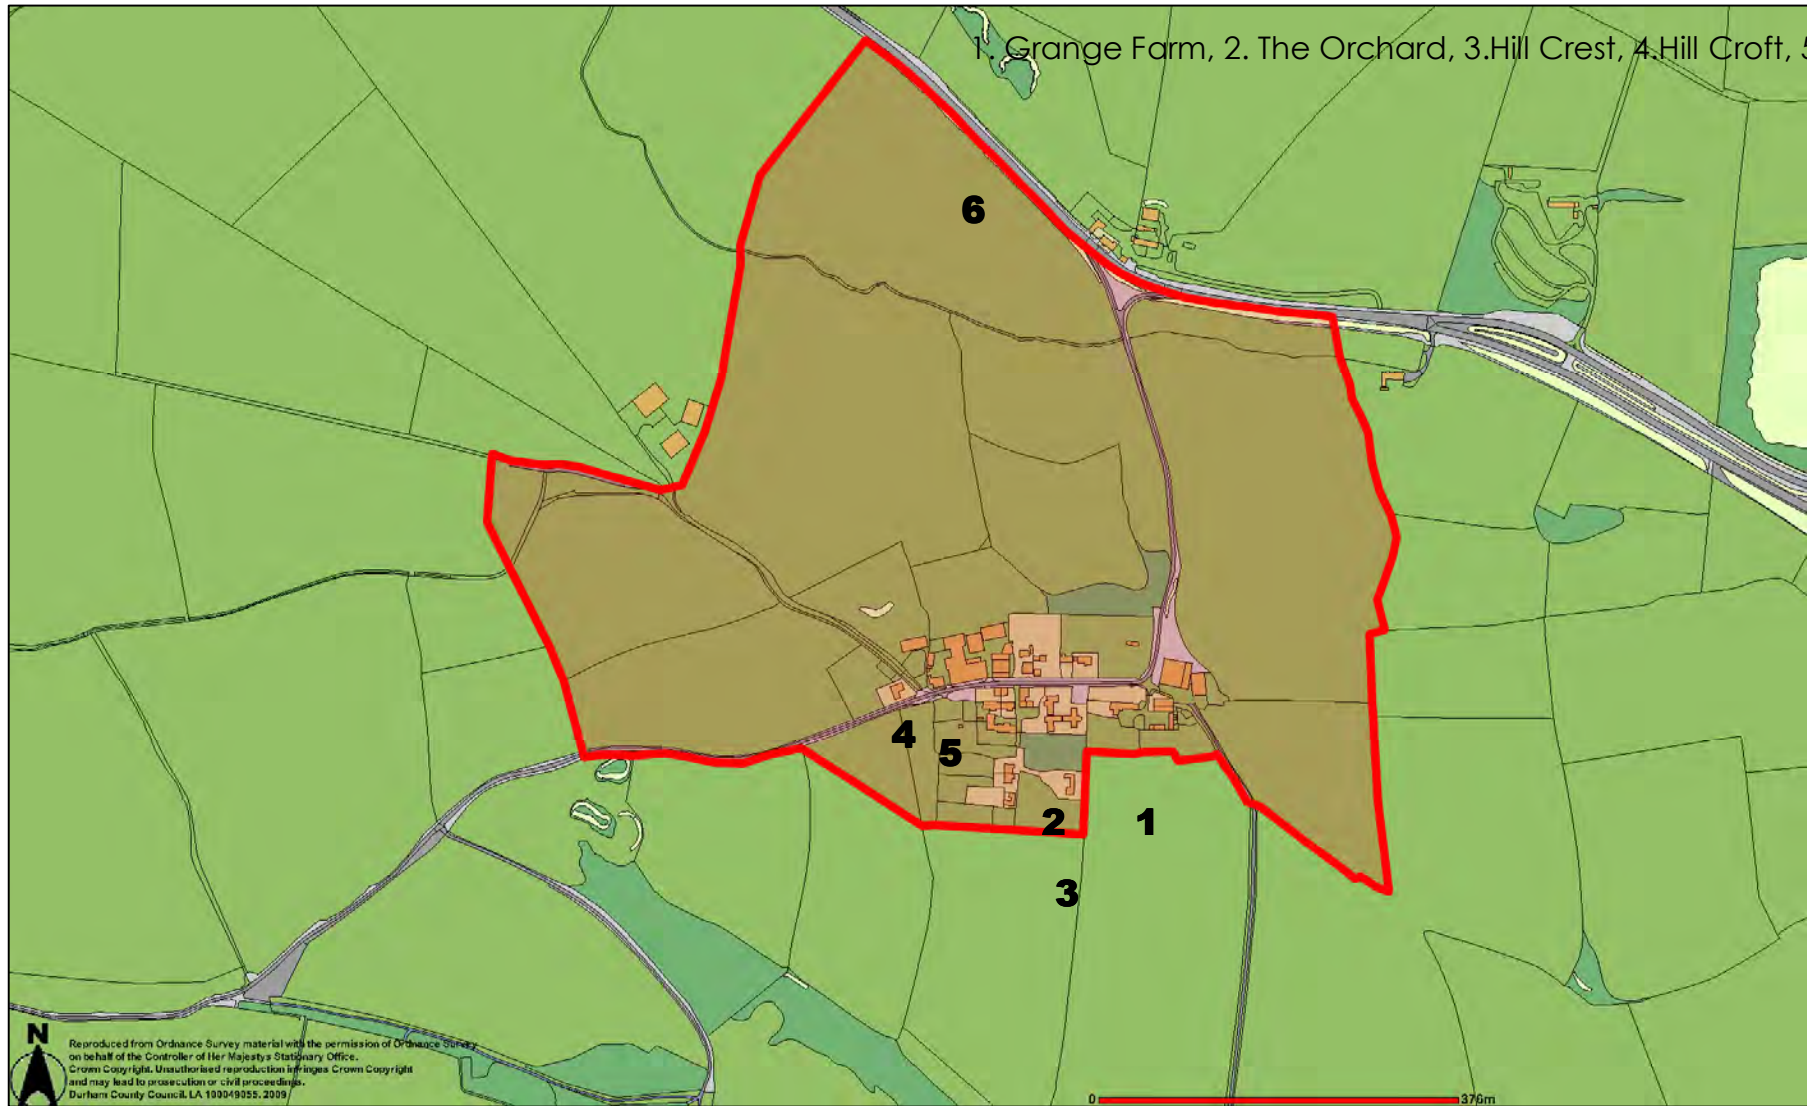 1. Grange Farm, 2. The Orchard, 3.Hill Crest, 4.Hill Croft, 5
6
4
5
2
1
3
N
Reproduced from Ordnance Survey material with the permission of Ordnance Survey
on behalf of the Controller of Her Majestys Stationary Office.
Crown Copyright. Unauthorised reproduction infringes Crown Copyright
and may lead to prosecution or civil proceedings.
Durham County Council. LA 100049055. 2009
0 376m